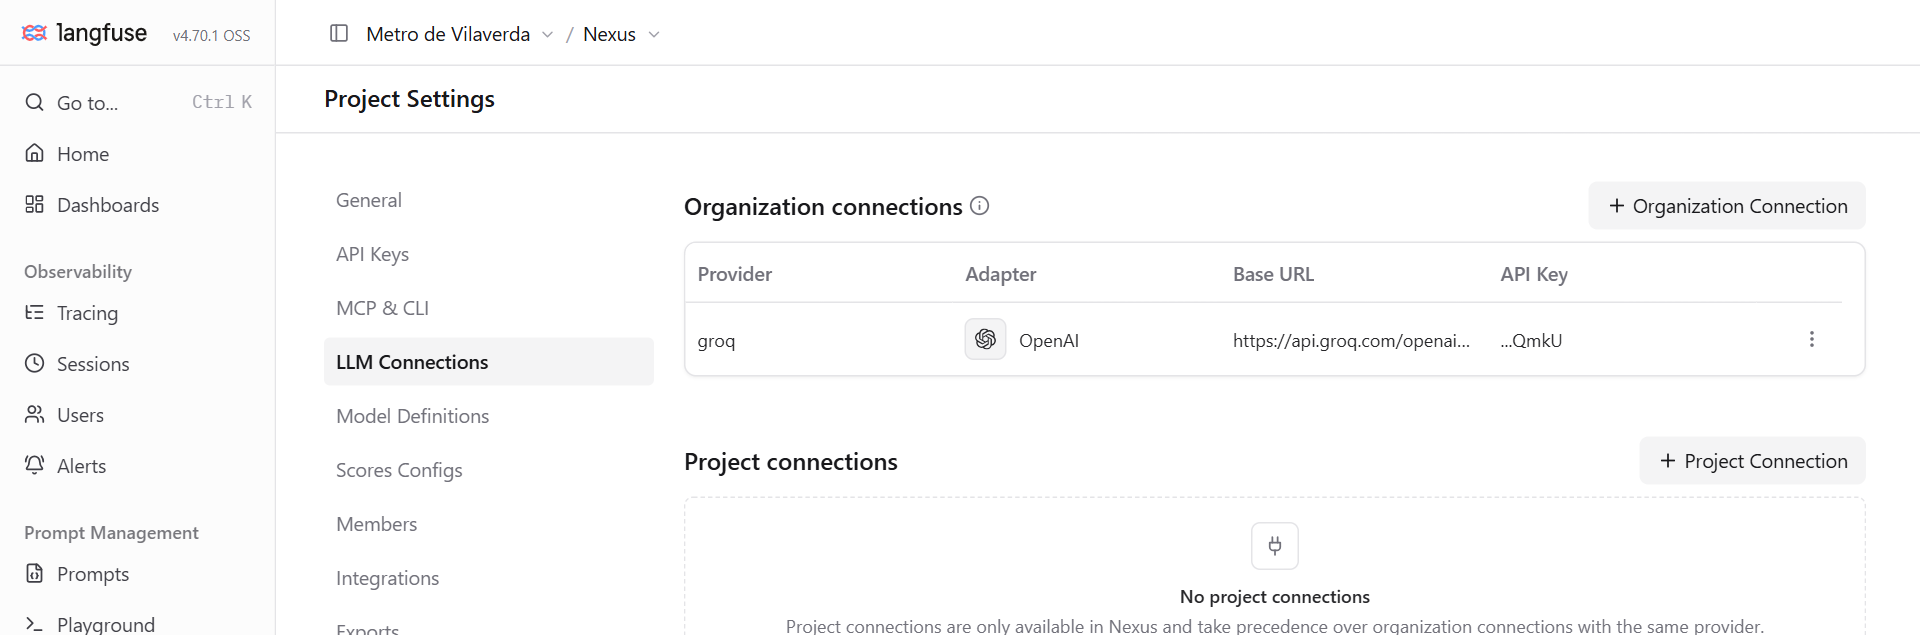 langfuse v4.70.1 OSS
Metro de Vilaverda / Nexus
Go to... Ctrl K
Home
Dashboards
Observability
Tracing
Sessions
Users
Alerts
Prompt Management
Prompts
Playground
Project Settings
General
API Keys
MCP & CLI
LLM Connections
Model Definitions
Scores Configs
Members
Integrations
Exports
Organization connections
+ Organization Connection
Provider Adapter Base URL API Key
groq OpenAI https://api.groq.com/openai... ...QmkU
Project connections
+ Project Connection
No project connections
Project connections are only available in Nexus and take precedence over organization connections with the same provider.